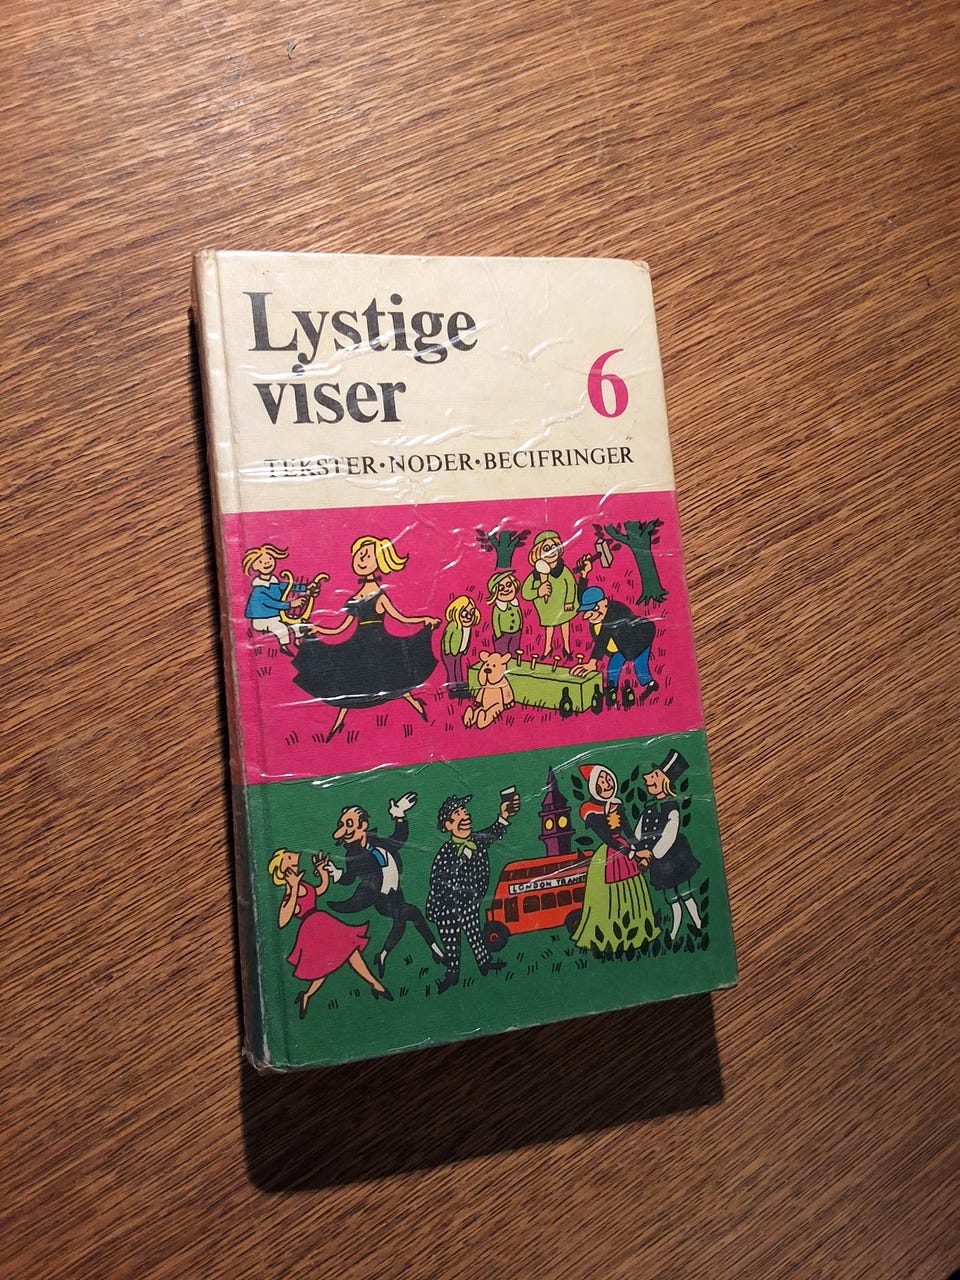 Lystige
viser
6
TEKSTER•NODER•BECIFRINGER
LONDON TRANS